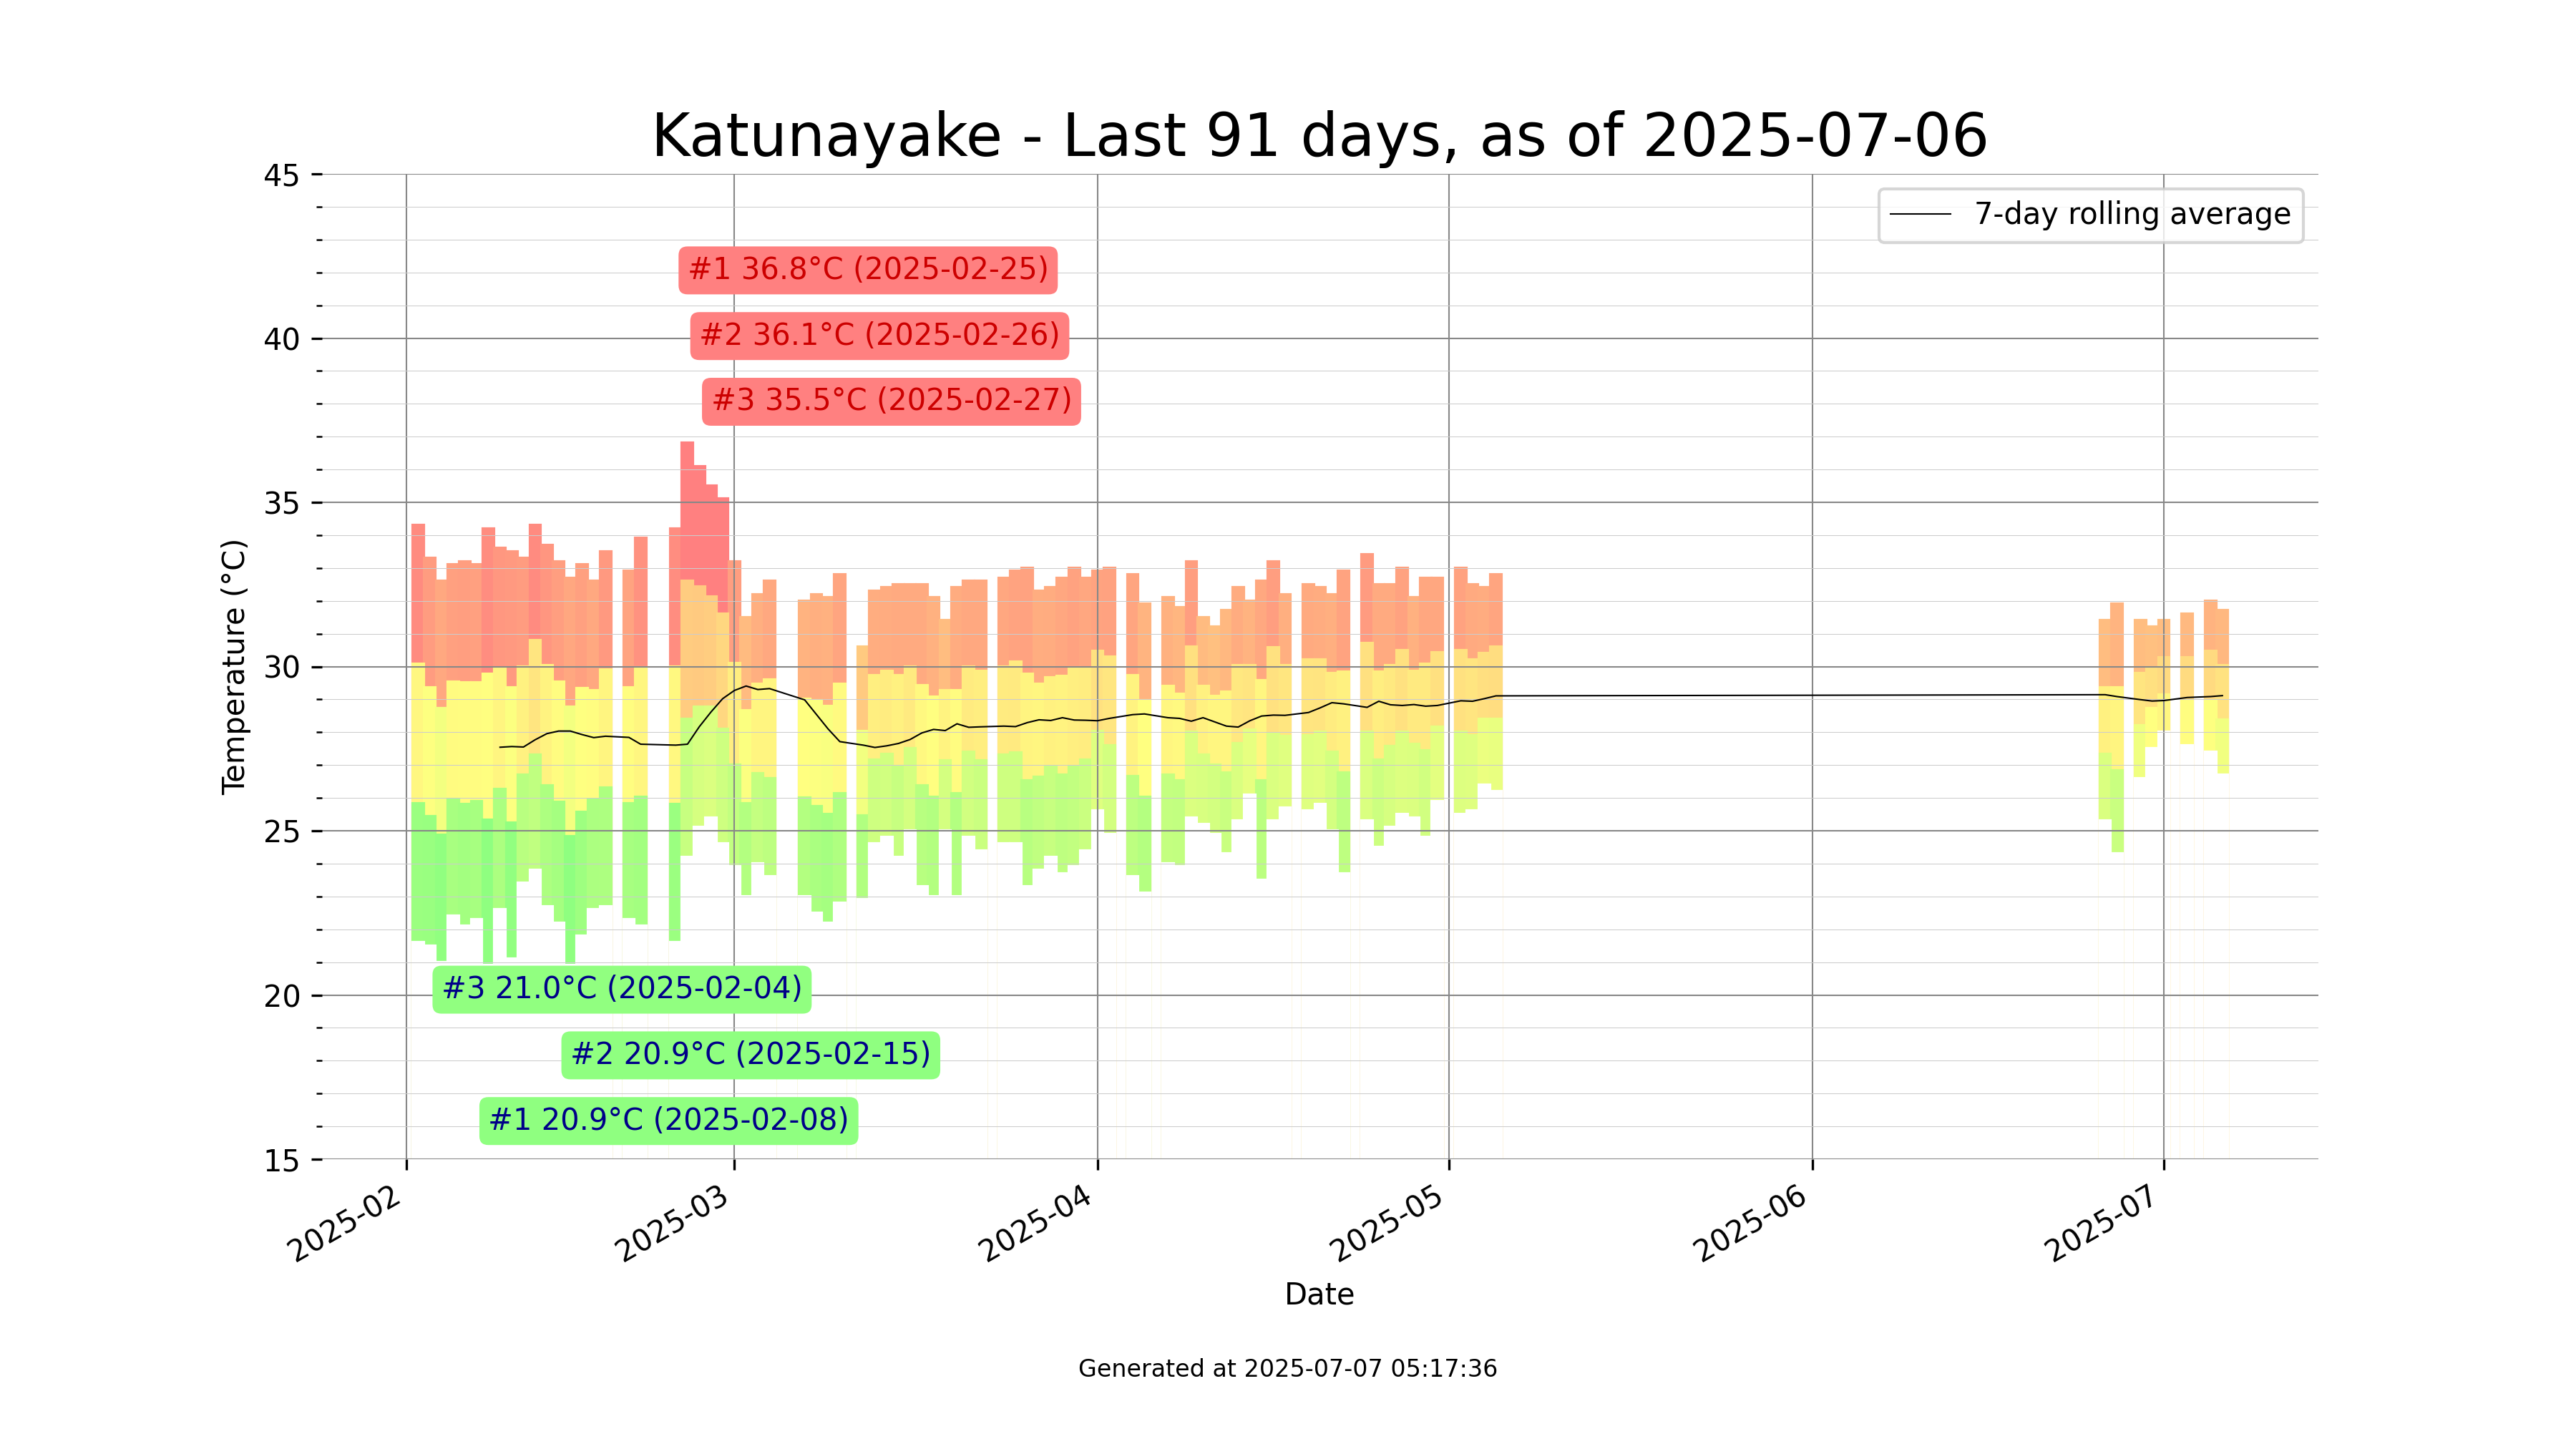 Katunayake - Last 91 days, as of 2025-07-06
45
7-day rolling average
#1 36.8°C (2025-02-25)
40
#2 36.1°C (2025-02-26)
#3 35.5°C (2025-02-27)
35
Temperature (°C)
30
25
20
#3 21.0°C (2025-02-04)
#2 20.9°C (2025-02-15)
#1 20.9°C (2025-02-08)
15
2025-02
2025-03
2025-04
2025-05
2025-06
2025-07
Date
Generated at 2025-07-07 05:17:36